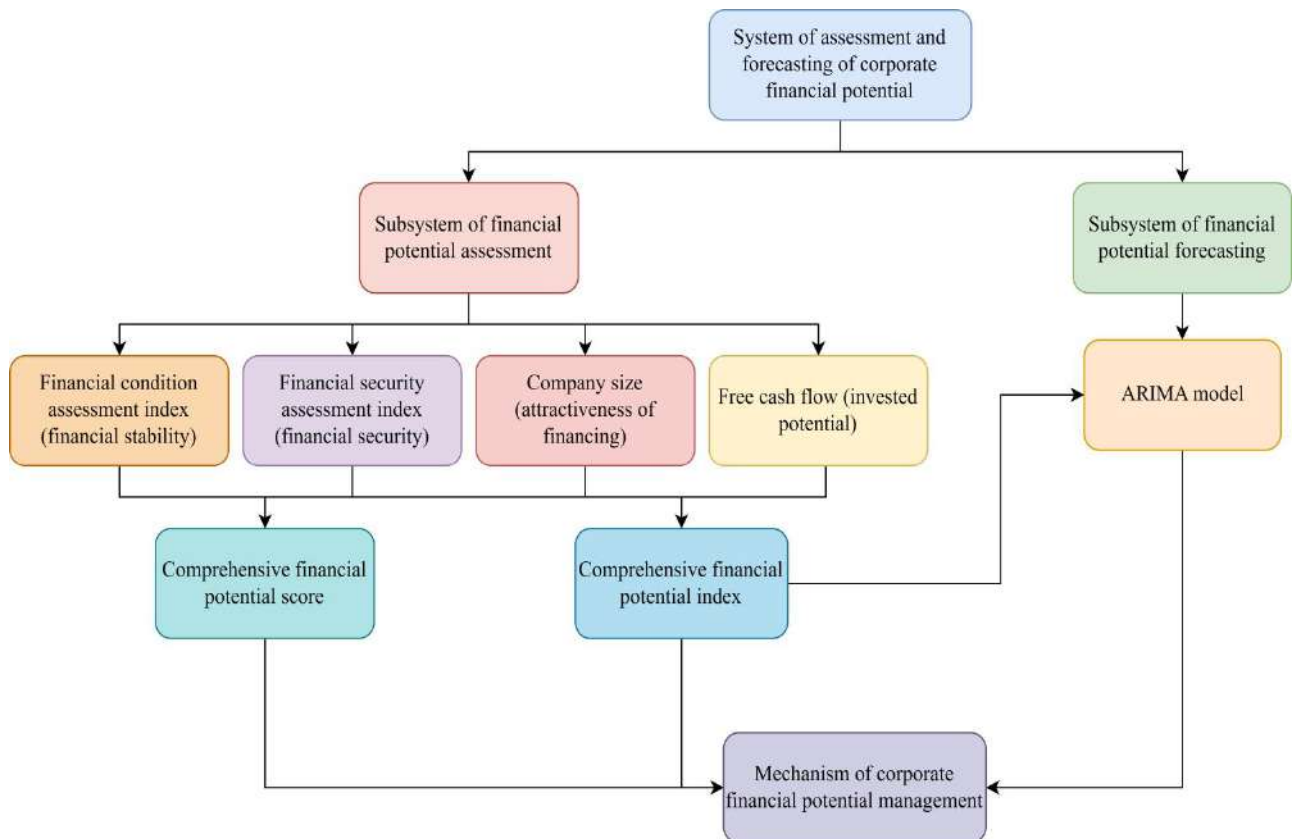 System of assessment and
forecasting of corporate
financial potential
Subsystem of financial
potential assessment
Subsystem of financial
potential forecasting
Financial condition
assessment index
(financial stability)
Financial security
assessment index
(financial security)
Company size
(attractiveness of
financing)
Free cash flow (invested
potential)
ARIMA model
Comprehensive financial
potential score
Comprehensive financial
potential index
Mechanism of corporate
financial potential management